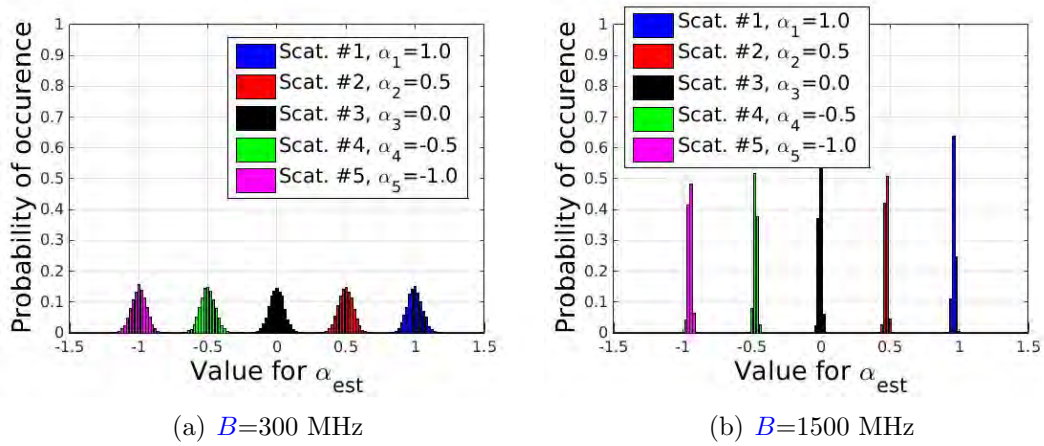 Probability of occurence
1
0.9
0.8
0.7
0.6
0.5
0.4
0.3
0.2
0.1
0
Scat. #1, α1=1.0
Scat. #2, α2=0.5
Scat. #3, α3=0.0
Scat. #4, α4=-0.5
Scat. #5, α5=-1.0
-1.5 -1 -0.5 0 0.5 1 1.5
Value for αest
(a) B=300 MHz
Probability of occurence
1
0.9
0.8
0.7
0.6
0.5
0.4
0.3
0.2
0.1
0
Scat. #1, α1=1.0
Scat. #2, α2=0.5
Scat. #3, α3=0.0
Scat. #4, α4=-0.5
Scat. #5, α5=-1.0
-1.5 -1 -0.5 0 0.5 1 1.5
Value for αest
(b) B=1500 MHz